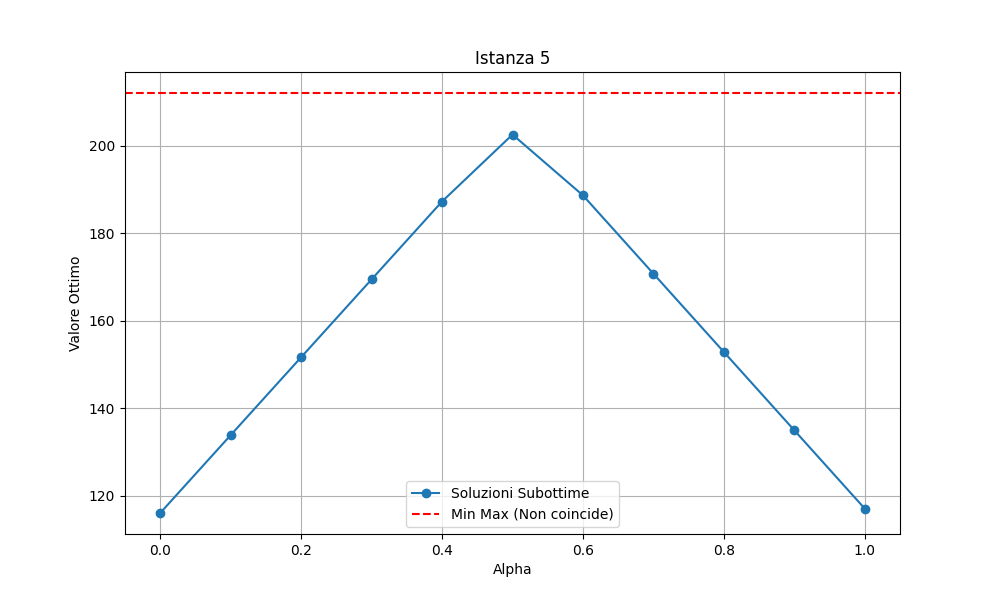 Istanza 5
Valore Ottimo
200
180
160
140
120
Soluzioni Subottime
Min Max (Non coincide)
0.0 0.2 0.4 0.6 0.8 1.0
Alpha